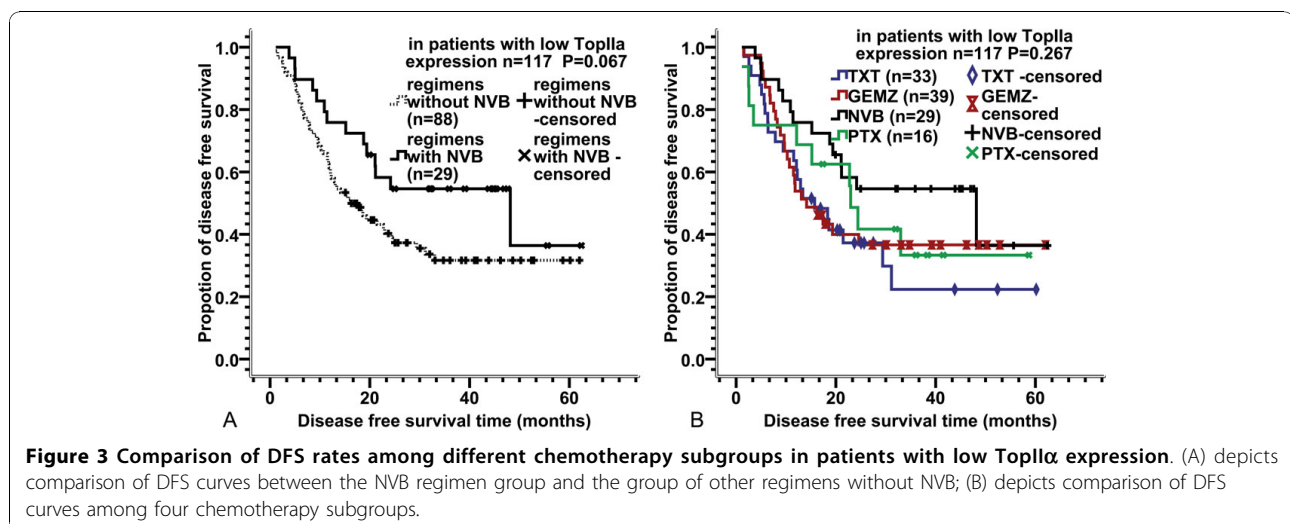 in patients with low TopIIa
expression n=117 P=0.067
regimens
without NVB
(n=88)
regimens
without NVB
-censored
regimens
with NVB
(n=29)
regimens
with NVB -
censored
Propotion of disease free survival
1.0
0.8
0.6
0.4
0.2
0.0
0 20 40 60
Disease free survival time (months)
A
in patients with low TopIIa
expression n=117 P=0.267
TXT (n=33)
GEMZ (n=39)
NVB (n=29)
PTX (n=16)
TXT -censored
GEMZ-
censored
NVB-censored
PTX-censored
Propotion of disease free survival
1.0
0.8
0.6
0.4
0.2
0.0
0 20 40 60
Disease free survival time (months)
B
Figure 3 Comparison of DFS rates among different chemotherapy subgroups in patients with low TopIIα expression. (A) depicts
comparison of DFS curves between the NVB regimen group and the group of other regimens without NVB; (B) depicts comparison of DFS
curves among four chemotherapy subgroups.